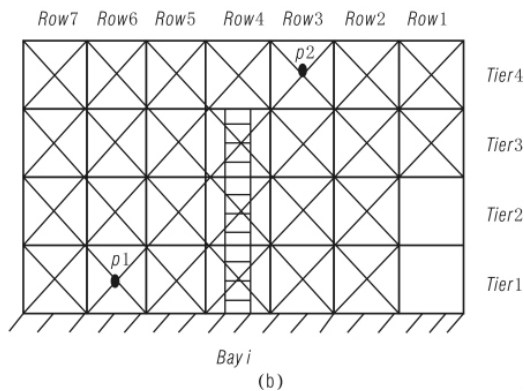 Row7 Row6 Row5 Row4 Row3 Row2 Row1
p2
Tier4
Tier3
Tier2
p1
Tier1
Bay i
(b)